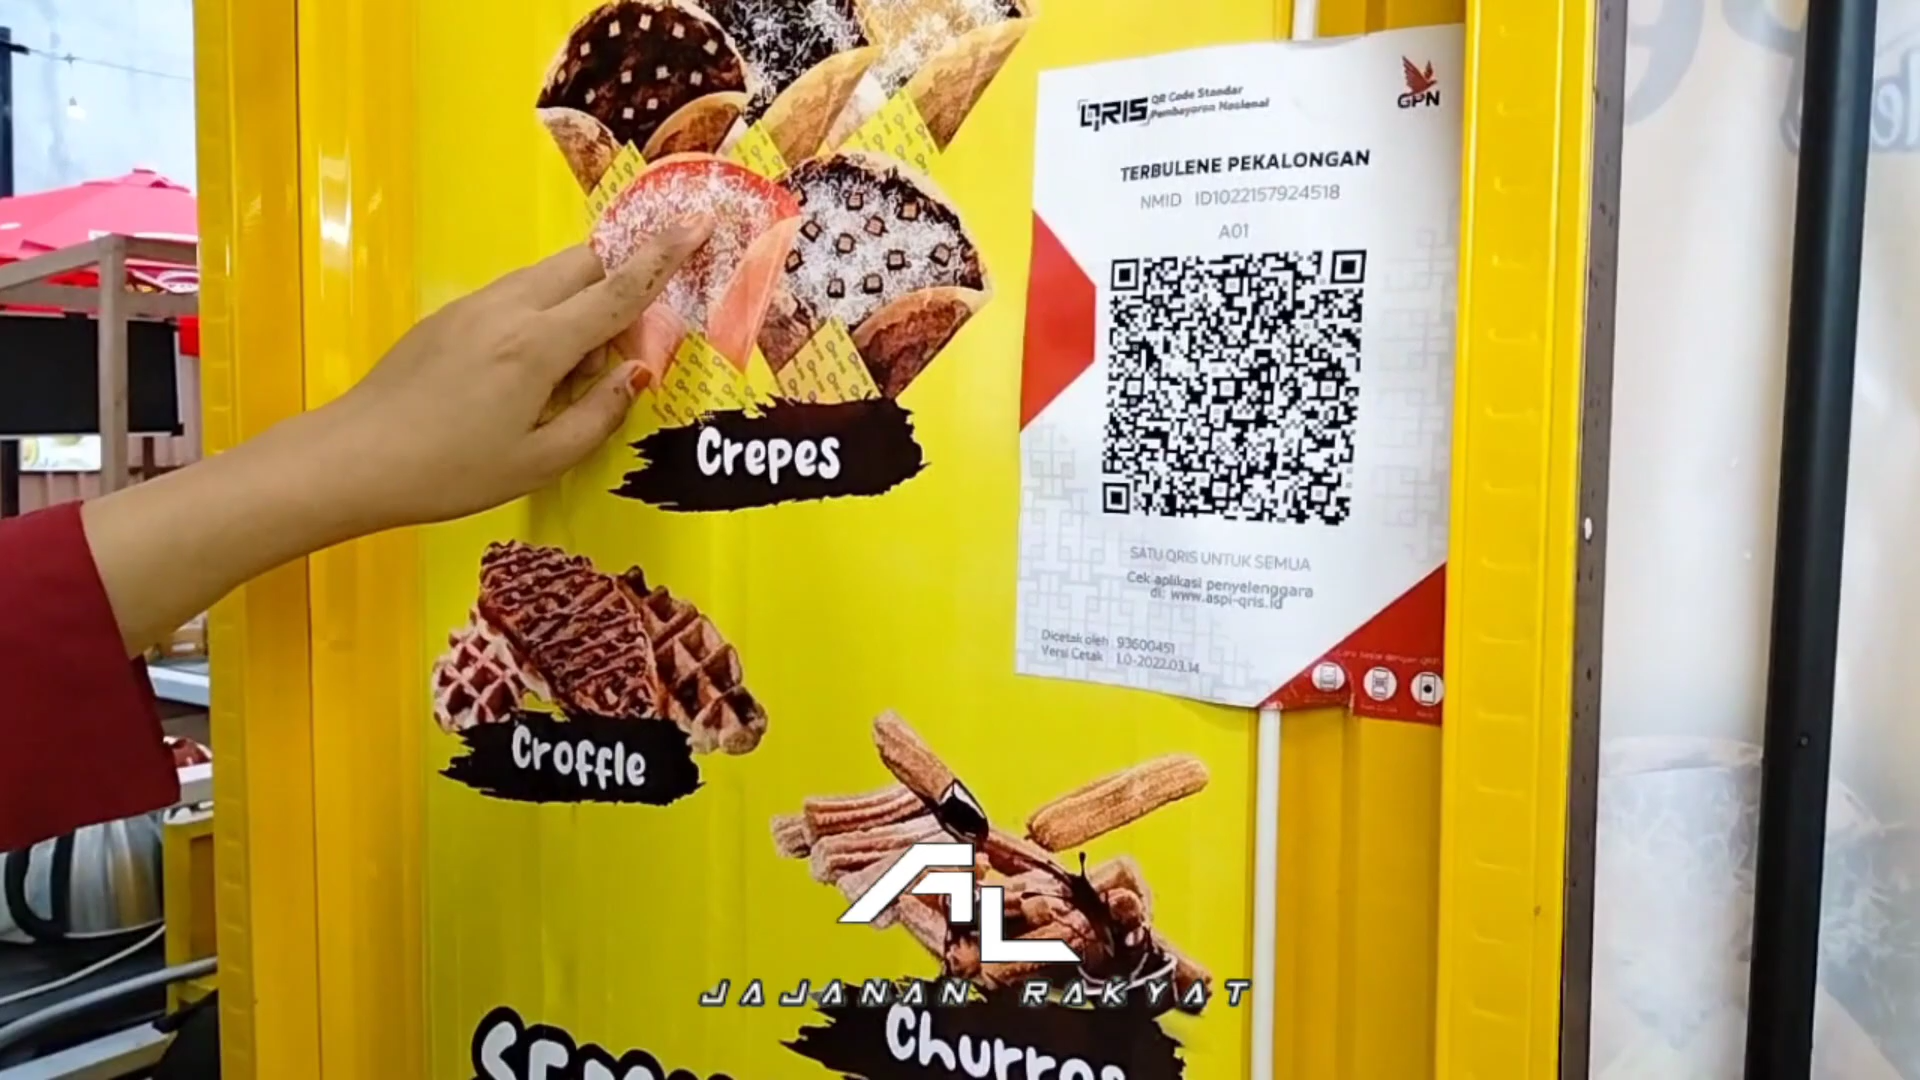 QRIS
QR Code Standar
Pembayaran Nasional
GPN
TERBULENE PEKALONGAN
NMID ID1022157924518
A01
SATU QRIS UNTUK SEMUA
Cek aplikasi penyelenggara
di: www.aspi-qris.id
Dicetak oleh 93600451
Versi Cetak 1.0-2022.03.14
Crepes
Croffle
Churros
AL
JAJANAN RAKYAT